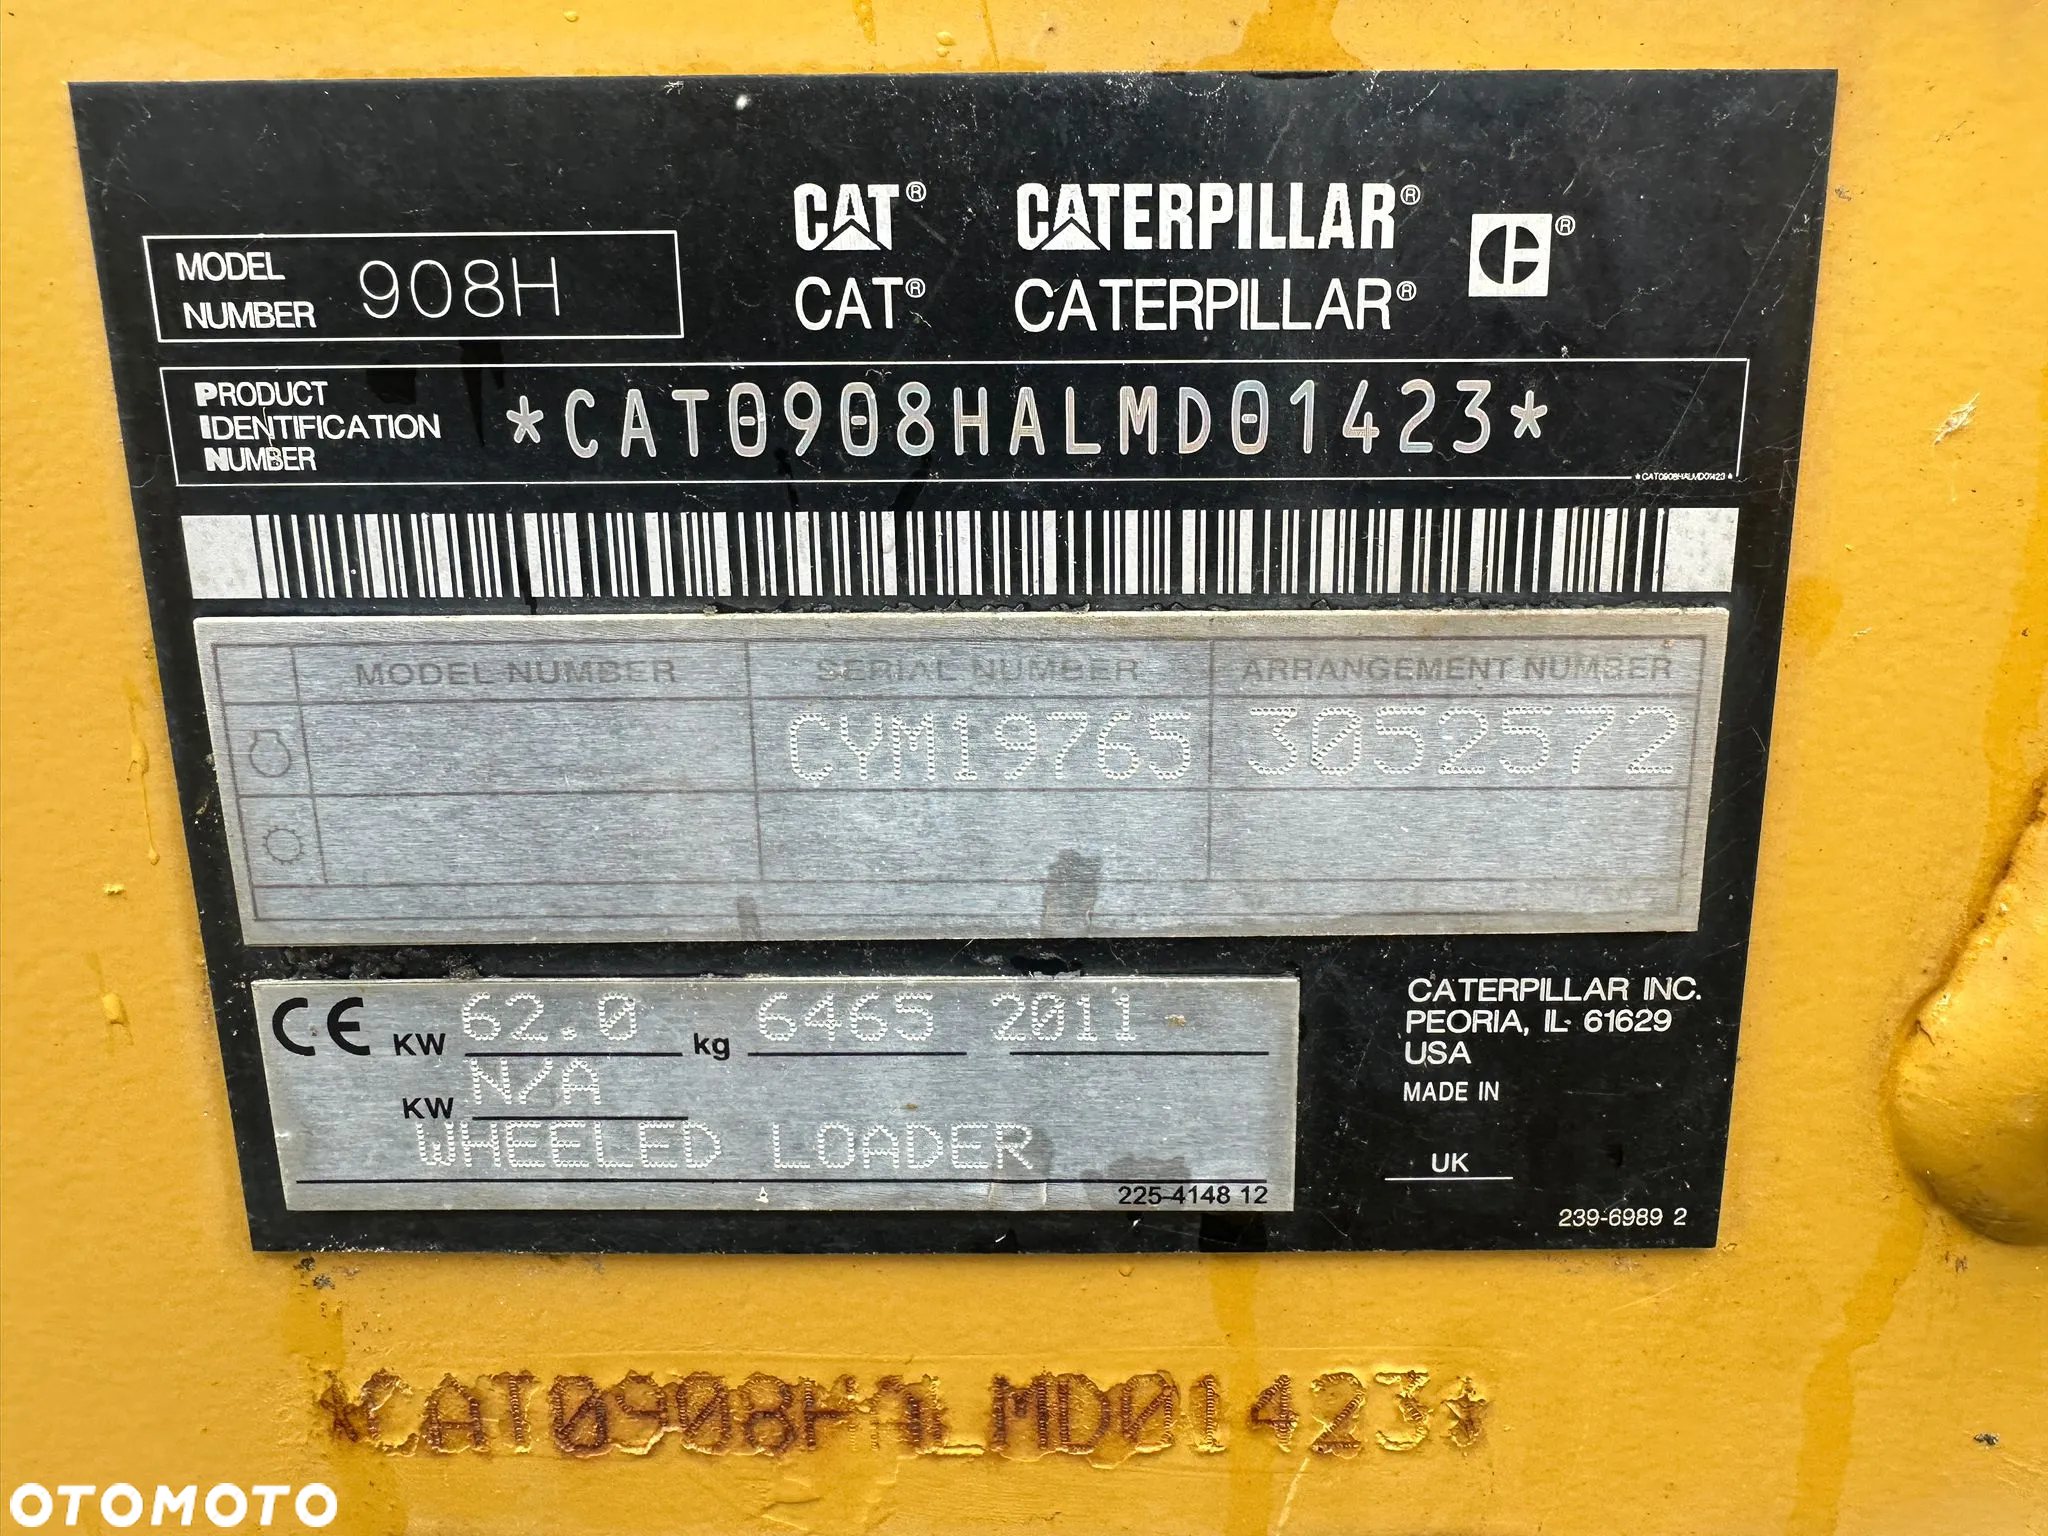 CAT® CATERPILLAR® ®
MODEL NUMBER 908H
CAT® CATERPILLAR®
PRODUCT IDENTIFICATION NUMBER *CAT0908HALMD01423*
*CAT0908HALMD01423*
MODEL NUMBER SERIAL NUMBER ARRANGEMENT NUMBER
CYM19765 3052572
CE KW 62.0 kg 6465 2011
KW N/A
WHEELED LOADER
225-4148 12
CATERPILLAR INC.
PEORIA, IL 61629
USA
MADE IN
UK
239-6989 2
*CAT0908HALMD01423*
OTOMOTO